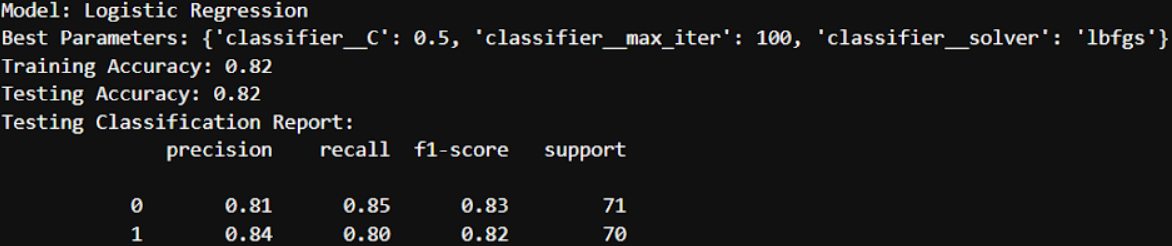 Model: Logistic Regression
Best Parameters: {'classifier__C': 0.5, 'classifier__max_iter': 100, 'classifier__solver': 'lbfgs'}
Training Accuracy: 0.82
Testing Accuracy: 0.82
Testing Classification Report:
precision recall f1-score support
0 0.81 0.85 0.83 71
1 0.84 0.80 0.82 70